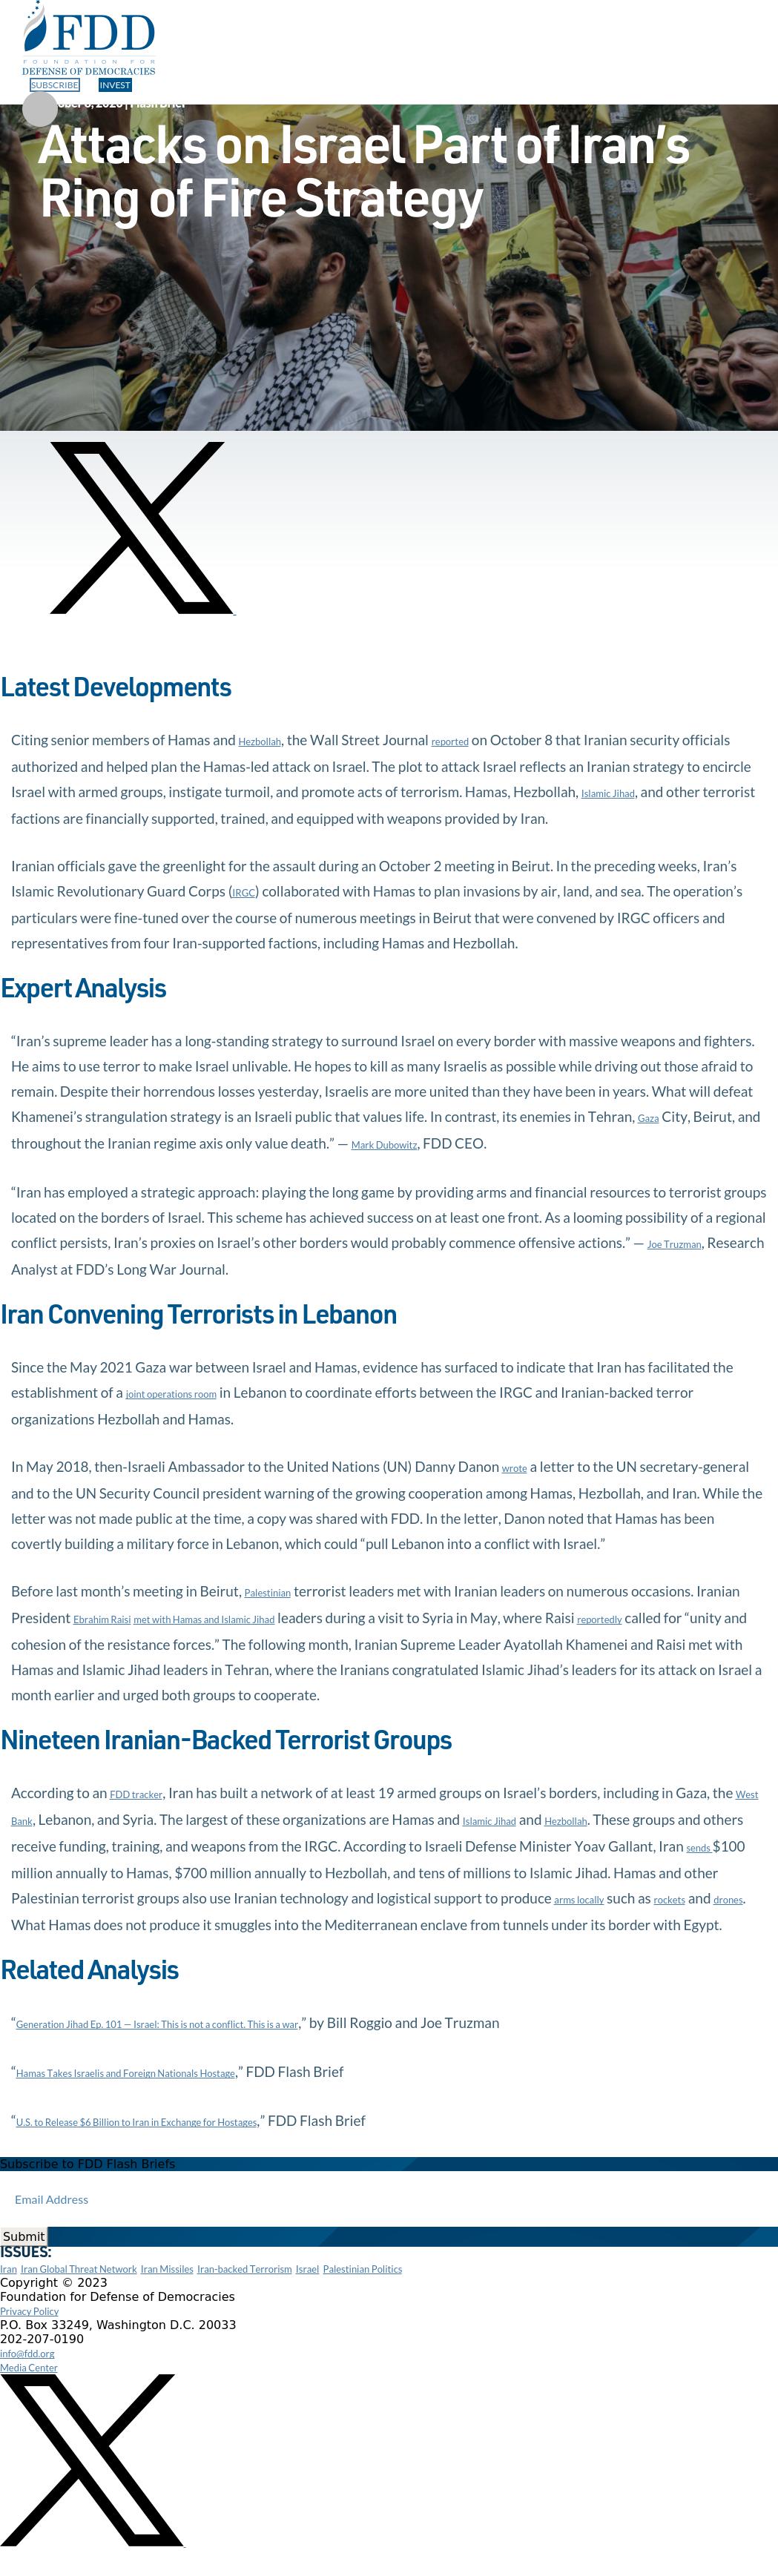 FDD
FOUNDATION FOR
DEFENSE OF DEMOCRACIES
SUBSCRIBE INVEST
2023 | Flash Brief
Attacks on Israel Part of Iran’s
Ring of Fire Strategy
Latest Developments
Citing senior members of Hamas and Hezbollah, the Wall Street Journal reported on October 8 that Iranian security officials
authorized and helped plan the Hamas-led attack on Israel. The plot to attack Israel reflects an Iranian strategy to encircle
Israel with armed groups, instigate turmoil, and promote acts of terrorism. Hamas, Hezbollah, Islamic Jihad, and other terrorist
factions are financially supported, trained, and equipped with weapons provided by Iran.
Iranian officials gave the greenlight for the assault during an October 2 meeting in Beirut. In the preceding weeks, Iran’s
Islamic Revolutionary Guard Corps (IRGC) collaborated with Hamas to plan invasions by air, land, and sea. The operation’s
particulars were fine-tuned over the course of numerous meetings in Beirut that were convened by IRGC officers and
representatives from four Iran-supported factions, including Hamas and Hezbollah.
Expert Analysis
“Iran’s supreme leader has a long-standing strategy to surround Israel on every border with massive weapons and fighters.
He aims to use terror to make Israel unlivable. He hopes to kill as many Israelis as possible while driving out those afraid to
remain. Despite their horrendous losses yesterday, Israelis are more united than they have been in years. What will defeat
Khamenei’s strangulation strategy is an Israeli public that values life. In contrast, its enemies in Tehran, Gaza City, Beirut, and
throughout the Iranian regime axis only value death.” — Mark Dubowitz, FDD CEO.
“Iran has employed a strategic approach: playing the long game by providing arms and financial resources to terrorist groups
located on the borders of Israel. This scheme has achieved success on at least one front. As a looming possibility of a regional
conflict persists, Iran’s proxies on Israel’s other borders would probably commence offensive actions.” — Joe Truzman, Research
Analyst at FDD’s Long War Journal.
Iran Convening Terrorists in Lebanon
Since the May 2021 Gaza war between Israel and Hamas, evidence has surfaced to indicate that Iran has facilitated the
establishment of a joint operations room in Lebanon to coordinate efforts between the IRGC and Iranian-backed terror
organizations Hezbollah and Hamas.
In May 2018, then-Israeli Ambassador to the United Nations (UN) Danny Danon wrote a letter to the UN secretary-general
and to the UN Security Council president warning of the growing cooperation among Hamas, Hezbollah, and Iran. While the
letter was not made public at the time, a copy was shared with FDD. In the letter, Danon noted that Hamas has been
covertly building a military force in Lebanon, which could “pull Lebanon into a conflict with Israel.”
Before last month’s meeting in Beirut, Palestinian terrorist leaders met with Iranian leaders on numerous occasions. Iranian
President Ebrahim Raisi met with Hamas and Islamic Jihad leaders during a visit to Syria in May, where Raisi reportedly called for “unity and
cohesion of the resistance forces.” The following month, Iranian Supreme Leader Ayatollah Khamenei and Raisi met with
Hamas and Islamic Jihad leaders in Tehran, where the Iranians congratulated Islamic Jihad’s leaders for its attack on Israel a
month earlier and urged both groups to cooperate.
Nineteen Iranian-Backed Terrorist Groups
According to an FDD tracker, Iran has built a network of at least 19 armed groups on Israel’s borders, including in Gaza, the West
Bank, Lebanon, and Syria. The largest of these organizations are Hamas and Islamic Jihad and Hezbollah. These groups and others
receive funding, training, and weapons from the IRGC. According to Israeli Defense Minister Yoav Gallant, Iran sends $100
million annually to Hamas, $700 million annually to Hezbollah, and tens of millions to Islamic Jihad. Hamas and other
Palestinian terrorist groups also use Iranian technology and logistical support to produce arms locally such as rockets and drones.
What Hamas does not produce it smuggles into the Mediterranean enclave from tunnels under its border with Egypt.
Related Analysis
“Generation Jihad Ep. 101 — Israel: This is not a conflict. This is a war,” by Bill Roggio and Joe Truzman
“Hamas Takes Israelis and Foreign Nationals Hostage,” FDD Flash Brief
“U.S. to Release $6 Billion to Iran in Exchange for Hostages,” FDD Flash Brief
Subscribe to FDD Flash Briefs
Email Address
Submit
ISSUES:
Iran Iran Global Threat Network Iran Missiles Iran-backed Terrorism Israel Palestinian Politics
Copyright © 2023
Foundation for Defense of Democracies
Privacy Policy
P.O. Box 33249, Washington D.C. 20033
202-207-0190
info@fdd.org
Media Center